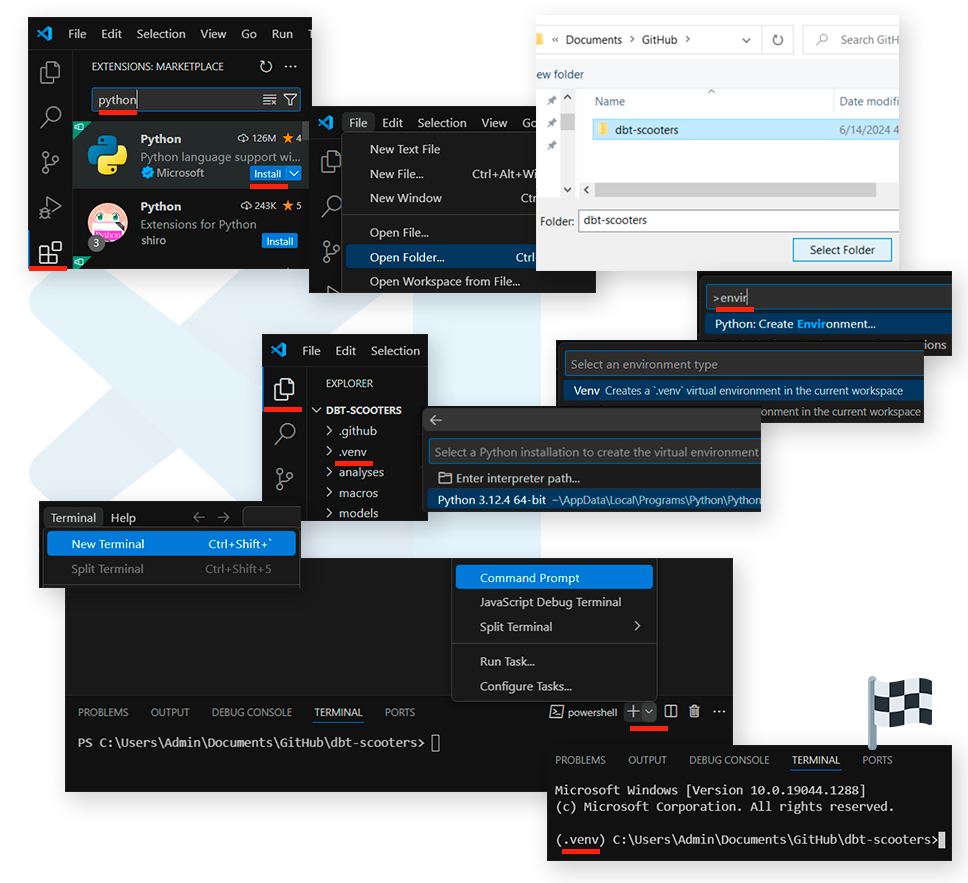 File Edit Selection View Go Run
EXTENSIONS: MARKETPLACE
python
Python 126M 4
Python language support wi...
Microsoft Install
Python 243K 5
Extensions for Python
shiro Install
3
File Edit Selection View Go
New Text File
New File... Ctrl+Alt+Wi
New Window Ctr
Open File...
Open Folder... Ctrl
Open Workspace from File...
« Documents > GitHub > Search GitH
ew folder
Name Date modifi
dbt-scooters 6/14/2024 4
Folder: dbt-scooters
Select Folder
>envir
Python: Create Environment...
ions
Select an environment type
Venv Creates a `.venv` virtual environment in the current workspace
onment in the current workspace
File Edit Selection
EXPLORER
DBT-SCOOTERS
.github
.venv
analyses
macros
models
Select a Python installation to create the virtual environment
Enter interpreter path...
Python 3.12.4 64-bit ~\AppData\Local\Programs\Python\Python
Terminal Help
New Terminal Ctrl+Shift+`
Split Terminal Ctrl+Shift+5
Command Prompt
JavaScript Debug Terminal
Split Terminal
Run Task...
Configure Tasks...
PROBLEMS OUTPUT DEBUG CONSOLE TERMINAL PORTS powershell
PS C:\Users\Admin\Documents\GitHub\dbt-scooters>
PROBLEMS OUTPUT DEBUG CONSOLE TERMINAL PORTS
Microsoft Windows [Version 10.0.19044.1288]
(c) Microsoft Corporation. All rights reserved.
(.venv) C:\Users\Admin\Documents\GitHub\dbt-scooters>